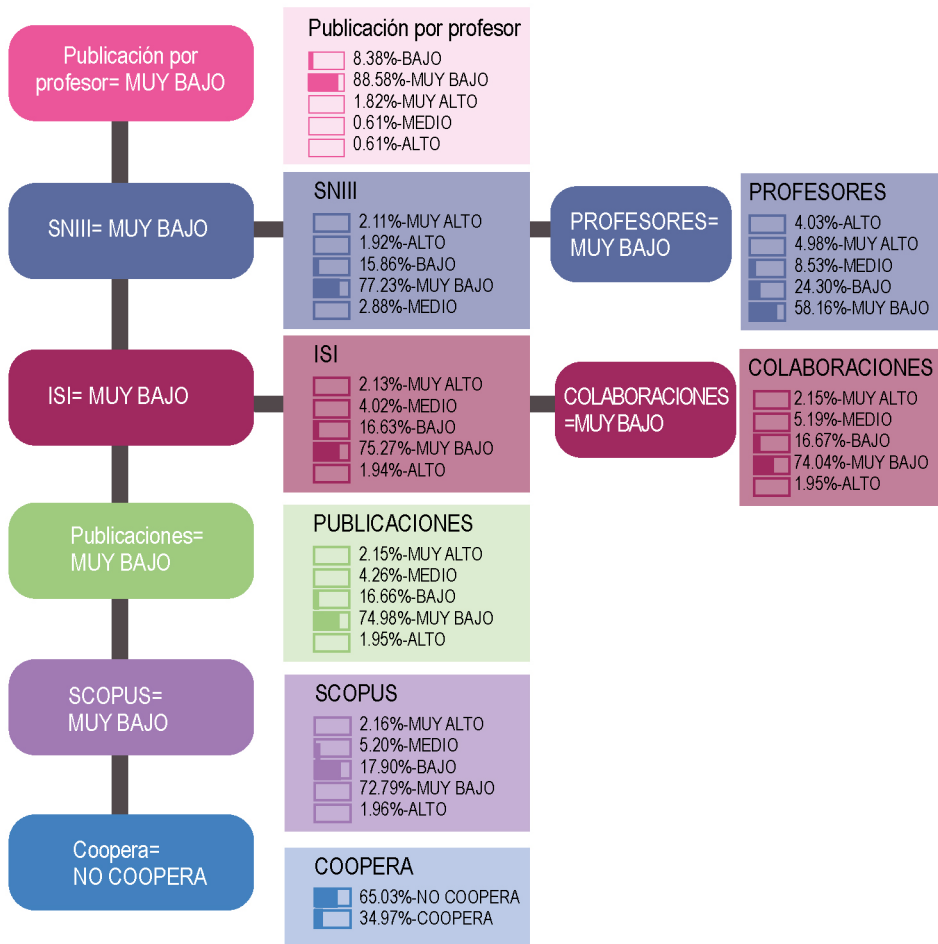 Publicación por
profesor= MUY BAJO
Publicación por profesor
8.38%-BAJO
88.58%-MUY BAJO
1.82%-MUY ALTO
0.61%-MEDIO
0.61%-ALTO
SNIII= MUY BAJO
SNIII
2.11%-MUY ALTO
1.92%-ALTO
15.86%-BAJO
77.23%-MUY BAJO
2.88%-MEDIO
PROFESORES=
MUY BAJO
PROFESORES
4.03%-ALTO
4.98%-MUY ALTO
8.53%-MEDIO
24.30%-BAJO
58.16%-MUY BAJO
ISI= MUY BAJO
ISI
2.13%-MUY ALTO
4.02%-MEDIO
16.63%-BAJO
75.27%-MUY BAJO
1.94%-ALTO
COLABORACIONES
=MUY BAJO
COLABORACIONES
2.15%-MUY ALTO
5.19%-MEDIO
16.67%-BAJO
74.04%-MUY BAJO
1.95%-ALTO
Publicaciones=
MUY BAJO
PUBLICACIONES
2.15%-MUY ALTO
4.26%-MEDIO
16.66%-BAJO
74.98%-MUY BAJO
1.95%-ALTO
SCOPUS=
MUY BAJO
SCOPUS
2.16%-MUY ALTO
5.20%-MEDIO
17.90%-BAJO
72.79%-MUY BAJO
1.96%-ALTO
Coopera=
NO COOPERA
COOPERA
65.03%-NO COOPERA
34.97%-COOPERA